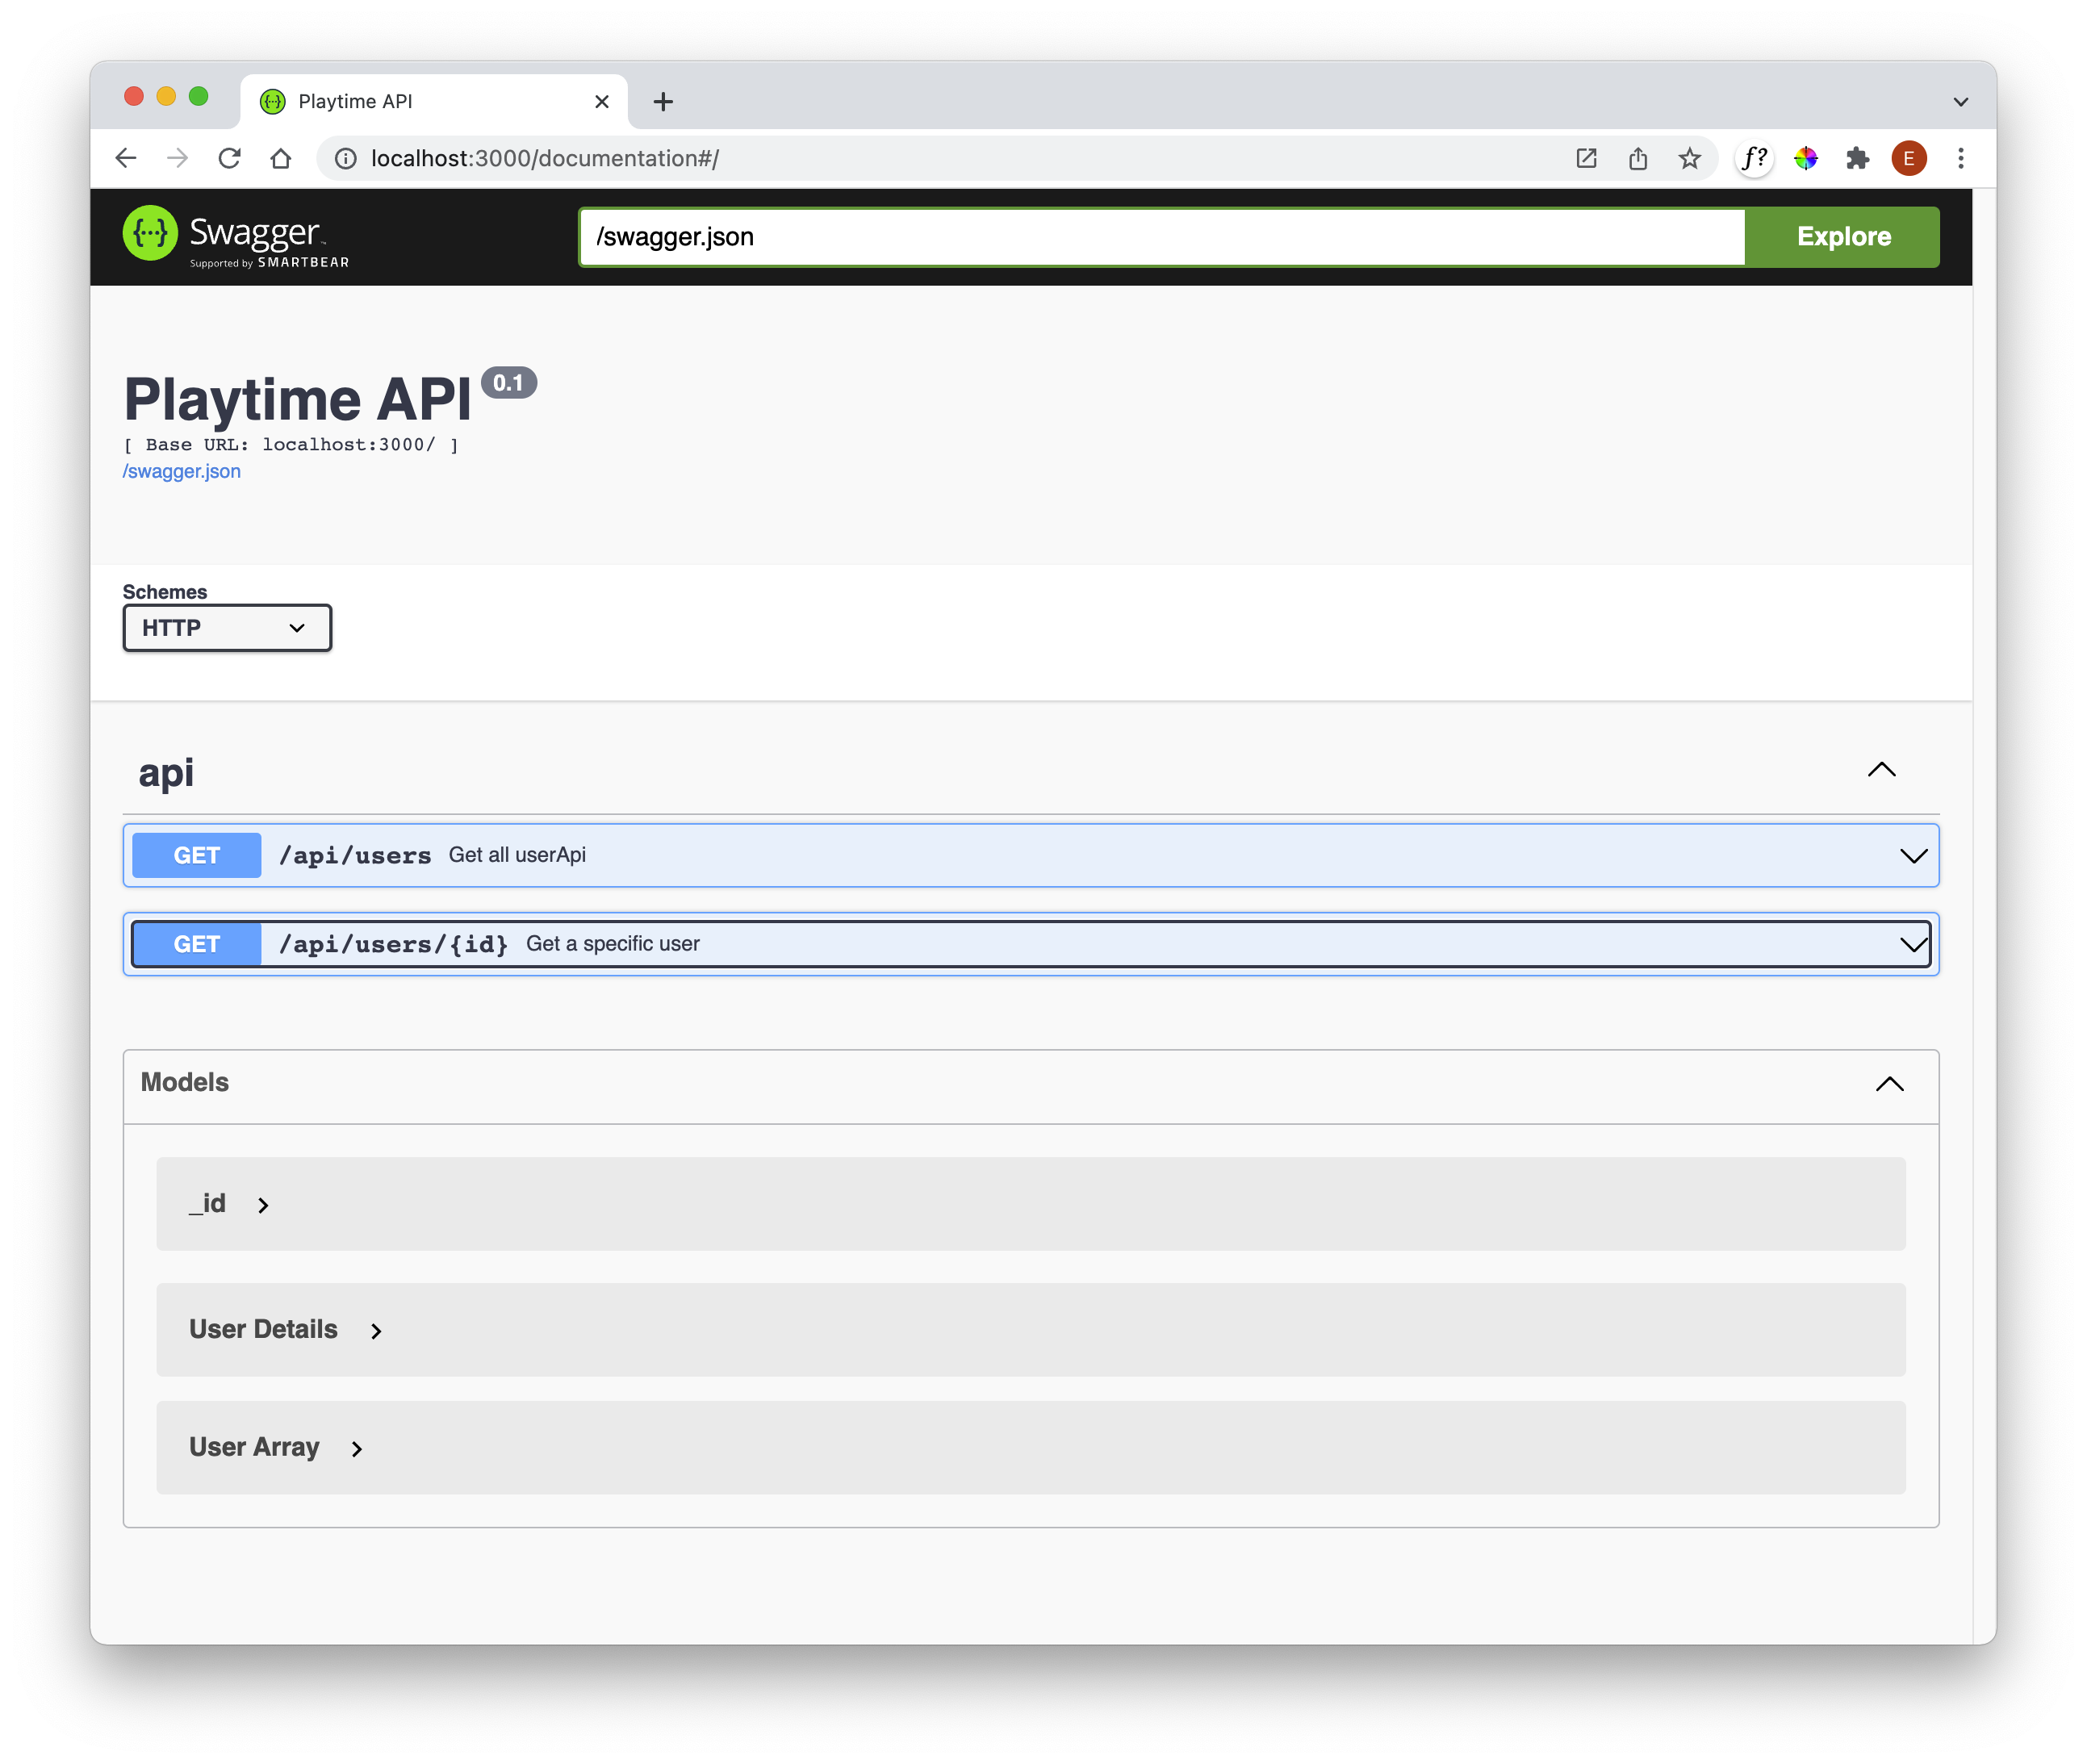 Playtime API
localhost:3000/documentation#/
f?
E
{...} Swagger
Supported by SMARTBEAR
/swagger.json
Explore
Playtime API 0.1
[ Base URL: localhost:3000/ ]
/swagger.json
Schemes
HTTP
api
GET /api/users Get all userApi
GET /api/users/{id} Get a specific user
Models
_id
User Details
User Array